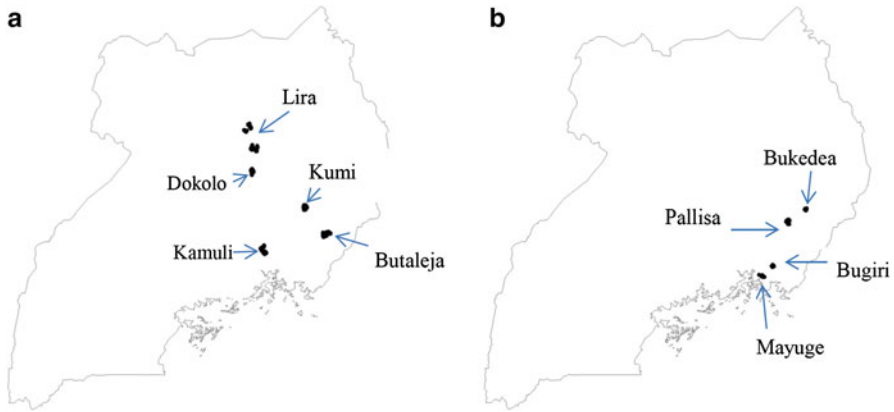 a
Lira
Dokolo
Kumi
Kamuli
Butaleja
b
Bukedea
Pallisa
Bugiri
Mayuge